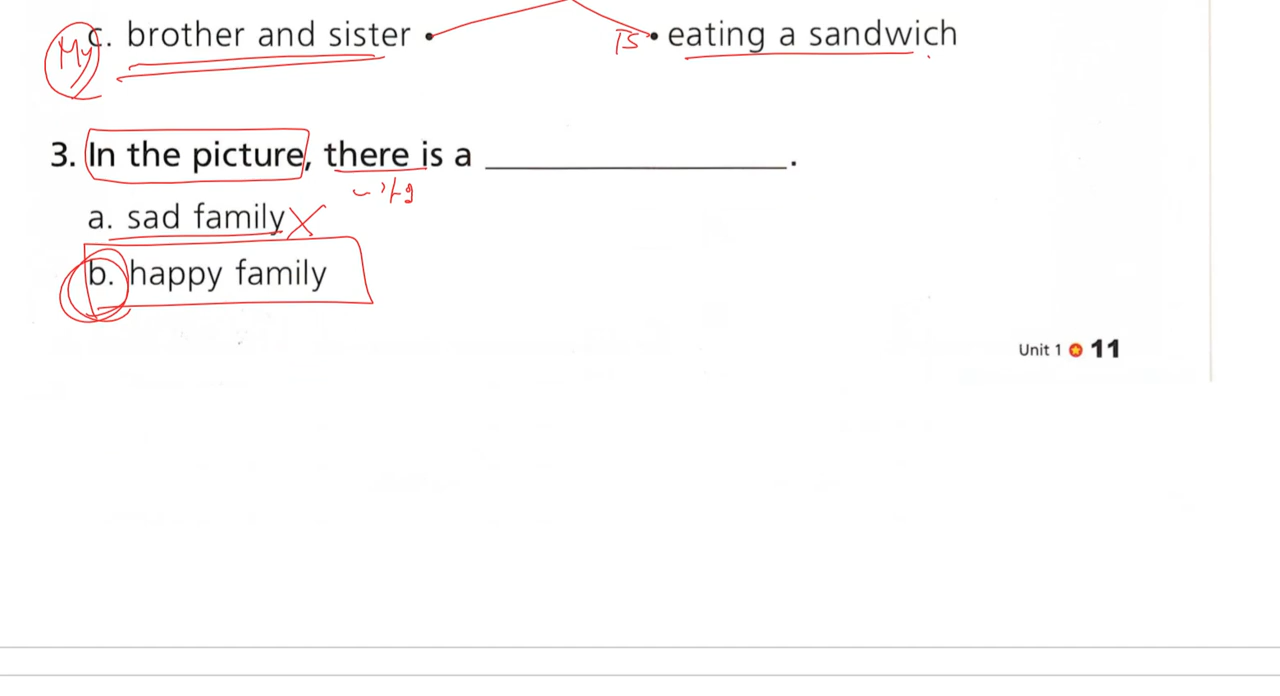 My c. brother and sister • Is • eating a sandwich
3. In the picture, there is a ____________________.
a. sad family X
b. happy family
Unit 1 11